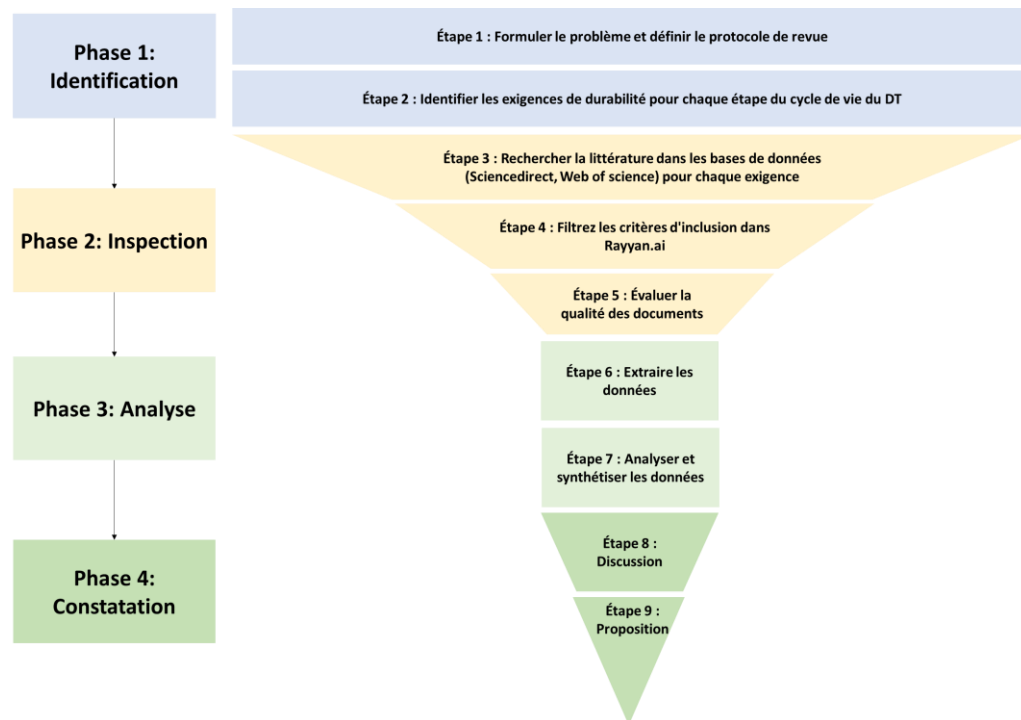 Phase 1:
Identification
Étape 1 : Formuler le problème et définir le protocole de revue
Étape 2 : Identifier les exigences de durabilité pour chaque étape du cycle de vie du DT
Phase 2: Inspection
Étape 3 : Rechercher la littérature dans les bases de données
(Sciencedirect, Web of science) pour chaque exigence
Étape 4 : Filtrez les critères d'inclusion dans
Rayyan.ai
Étape 5 : Évaluer la
qualité des documents
Phase 3: Analyse
Étape 6 : Extraire les
données
Étape 7 : Analyser et
synthétiser les données
Phase 4:
Constatation
Étape 8 :
Discussion
Étape 9 :
Proposition